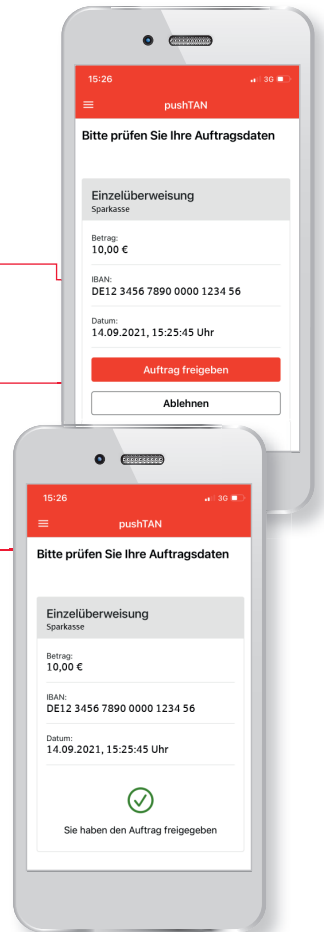 15:26 3G
pushTAN
Bitte prüfen Sie Ihre Auftragsdaten
Einzelüberweisung
Sparkasse
Betrag:
10,00 €
IBAN:
DE12 3456 7890 0000 1234 56
Datum:
14.09.2021, 15:25:45 Uhr
Auftrag freigeben
Ablehnen
15:26 3G
pushTAN
Bitte prüfen Sie Ihre Auftragsdaten
Einzelüberweisung
Sparkasse
Betrag:
10,00 €
IBAN:
DE12 3456 7890 0000 1234 56
Datum:
14.09.2021, 15:25:45 Uhr
Sie haben den Auftrag freigegeben